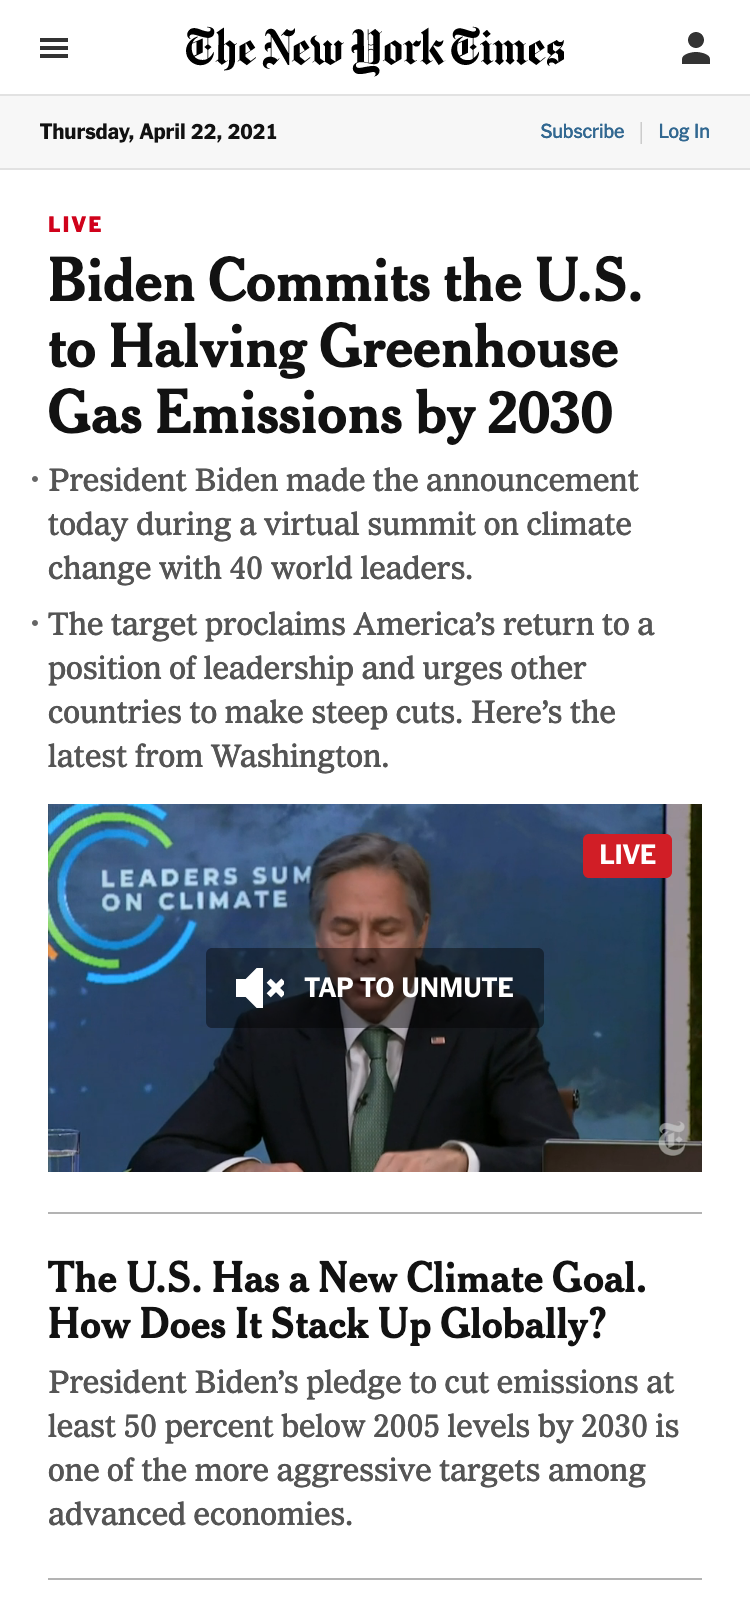 The New York Times
Thursday, April 22, 2021
Subscribe | Log In
LIVE
Biden Commits the U.S.
to Halving Greenhouse
Gas Emissions by 2030
• President Biden made the announcement
today during a virtual summit on climate
change with 40 world leaders.
• The target proclaims America’s return to a
position of leadership and urges other
countries to make steep cuts. Here’s the
latest from Washington.
LIVE
LEADERS SUM
ON CLIMATE
TAP TO UNMUTE
T
The U.S. Has a New Climate Goal.
How Does It Stack Up Globally?
President Biden’s pledge to cut emissions at
least 50 percent below 2005 levels by 2030 is
one of the more aggressive targets among
advanced economies.